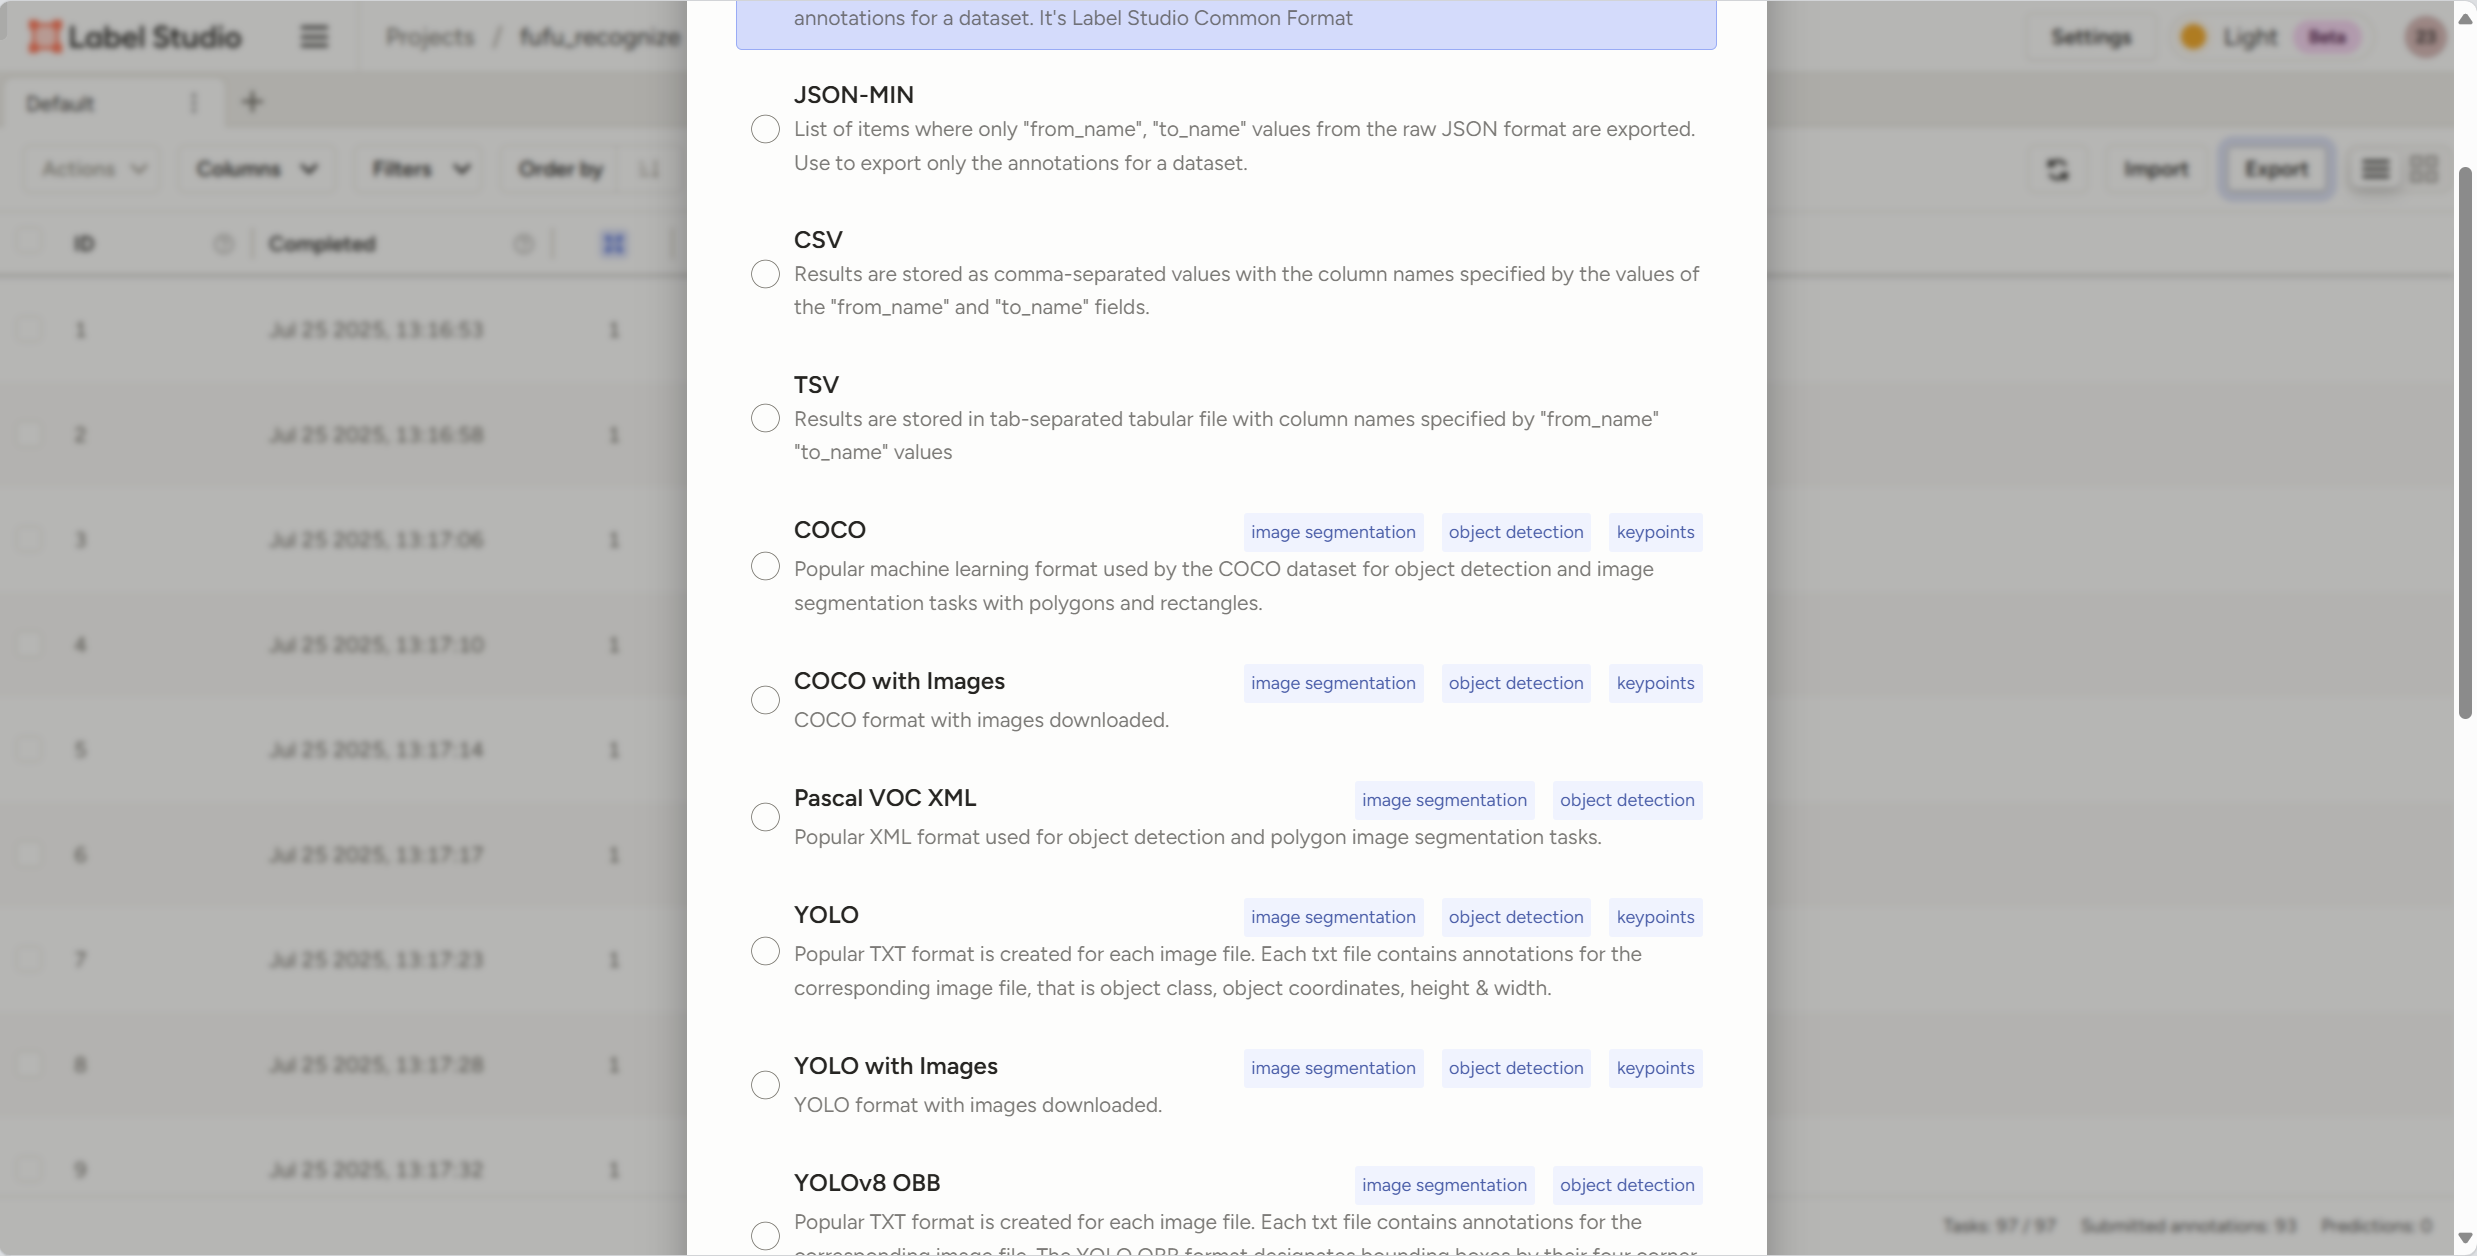 annotations for a dataset. It's Label Studio Common Format
Label Studio
Projects / fufu_recognize
Settings
Light
Beta
23
Default
Actions
Columns
Filters
Order by
Import
Export
ID
Completed
1 Jul 25 2025, 13:16:53 1
2 Jul 25 2025, 13:16:58 1
3 Jul 25 2025, 13:17:06 1
4 Jul 25 2025, 13:17:10 1
5 Jul 25 2025, 13:17:14 1
6 Jul 25 2025, 13:17:17 1
7 Jul 25 2025, 13:17:23 1
8 Jul 25 2025, 13:17:28 1
9 Jul 25 2025, 13:17:32 1
JSON-MIN
List of items where only "from_name", "to_name" values from the raw JSON format are exported.
Use to export only the annotations for a dataset.
CSV
Results are stored as comma-separated values with the column names specified by the values of
the "from_name" and "to_name" fields.
TSV
Results are stored in tab-separated tabular file with column names specified by "from_name"
"to_name" values
COCO image segmentation object detection keypoints
Popular machine learning format used by the COCO dataset for object detection and image
segmentation tasks with polygons and rectangles.
COCO with Images image segmentation object detection keypoints
COCO format with images downloaded.
Pascal VOC XML image segmentation object detection
Popular XML format used for object detection and polygon image segmentation tasks.
YOLO image segmentation object detection keypoints
Popular TXT format is created for each image file. Each txt file contains annotations for the
corresponding image file, that is object class, object coordinates, height & width.
YOLO with Images image segmentation object detection keypoints
YOLO format with images downloaded.
YOLOv8 OBB image segmentation object detection
Popular TXT format is created for each image file. Each txt file contains annotations for the
corresponding image file. The YOLO OBB format designates bounding boxes by their four corner
Tasks: 97 / 97 Submitted annotations: 93 Predictions: 0